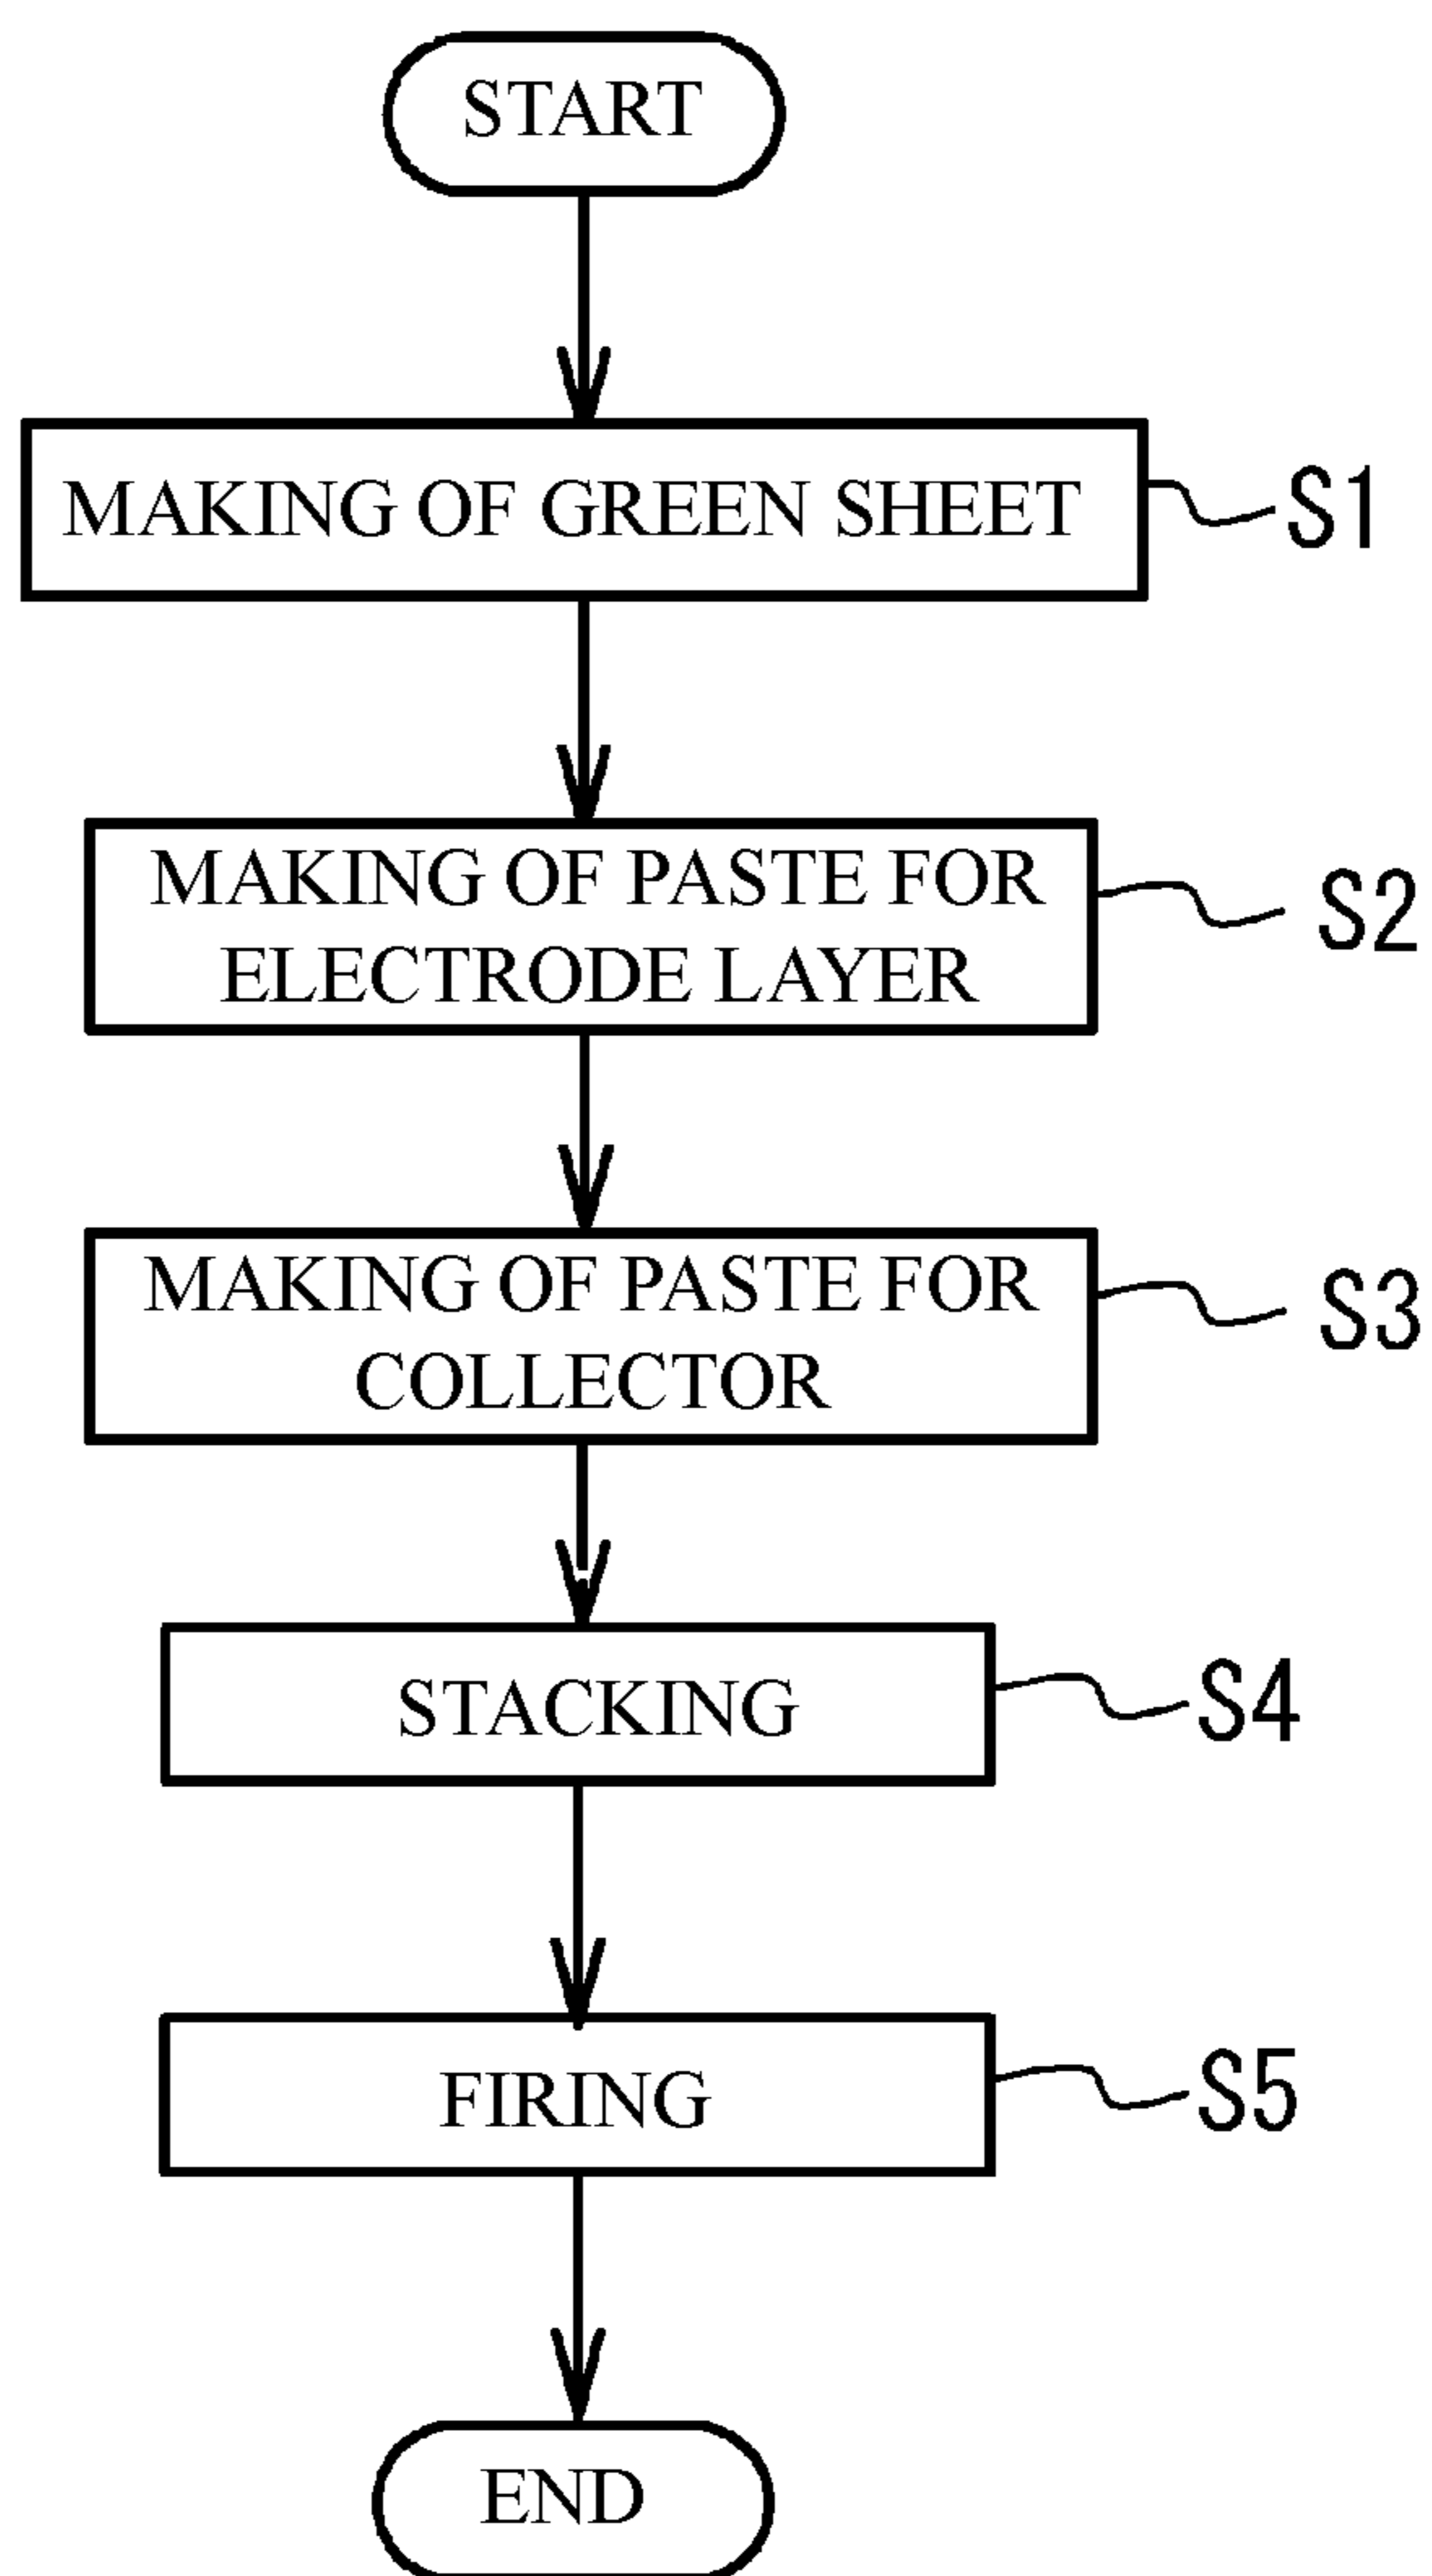 START
MAKING OF GREEN SHEET
S1
MAKING OF PASTE FOR
ELECTRODE LAYER
S2
MAKING OF PASTE FOR
COLLECTOR
S3
STACKING
S4
FIRING
S5
END